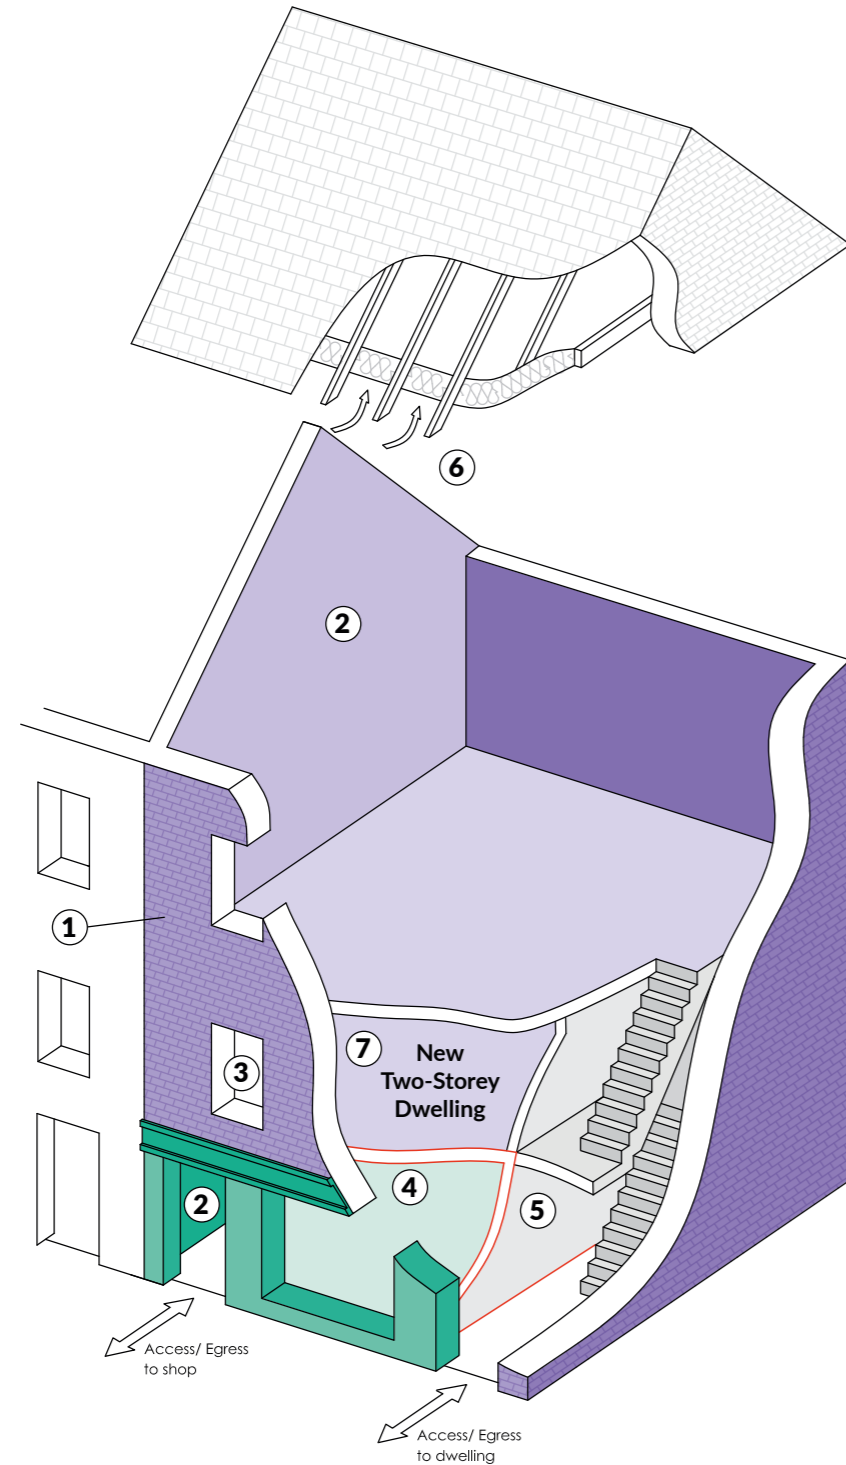 6
2
1
3
7
New
Two-Storey
Dwelling
4
2
5
Access/ Egress
to shop
Access/ Egress
to dwelling